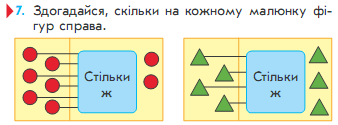 7. Здогадайся, скільки на кожному малюнку фі-
гур справа.
Стільки
ж
Стільки
ж